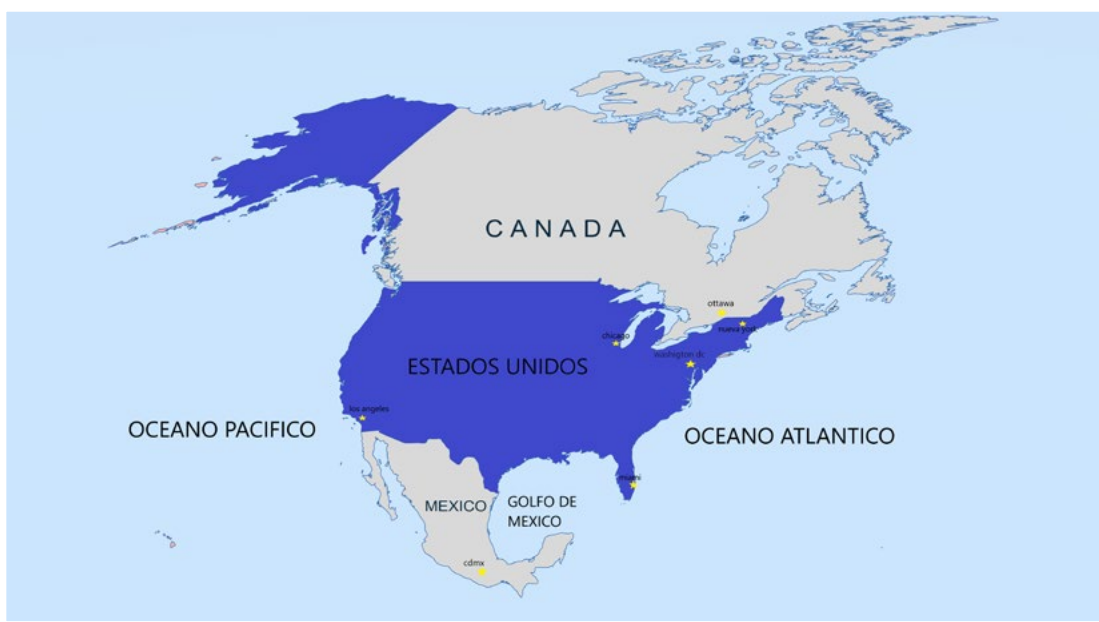 CANADA
ottawa
nueva york
chicago
washigton dc
ESTADOS UNIDOS
los angeles
OCEANO PACIFICO
OCEANO ATLANTICO
miami
MEXICO
GOLFO DE
MEXICO
cdmx